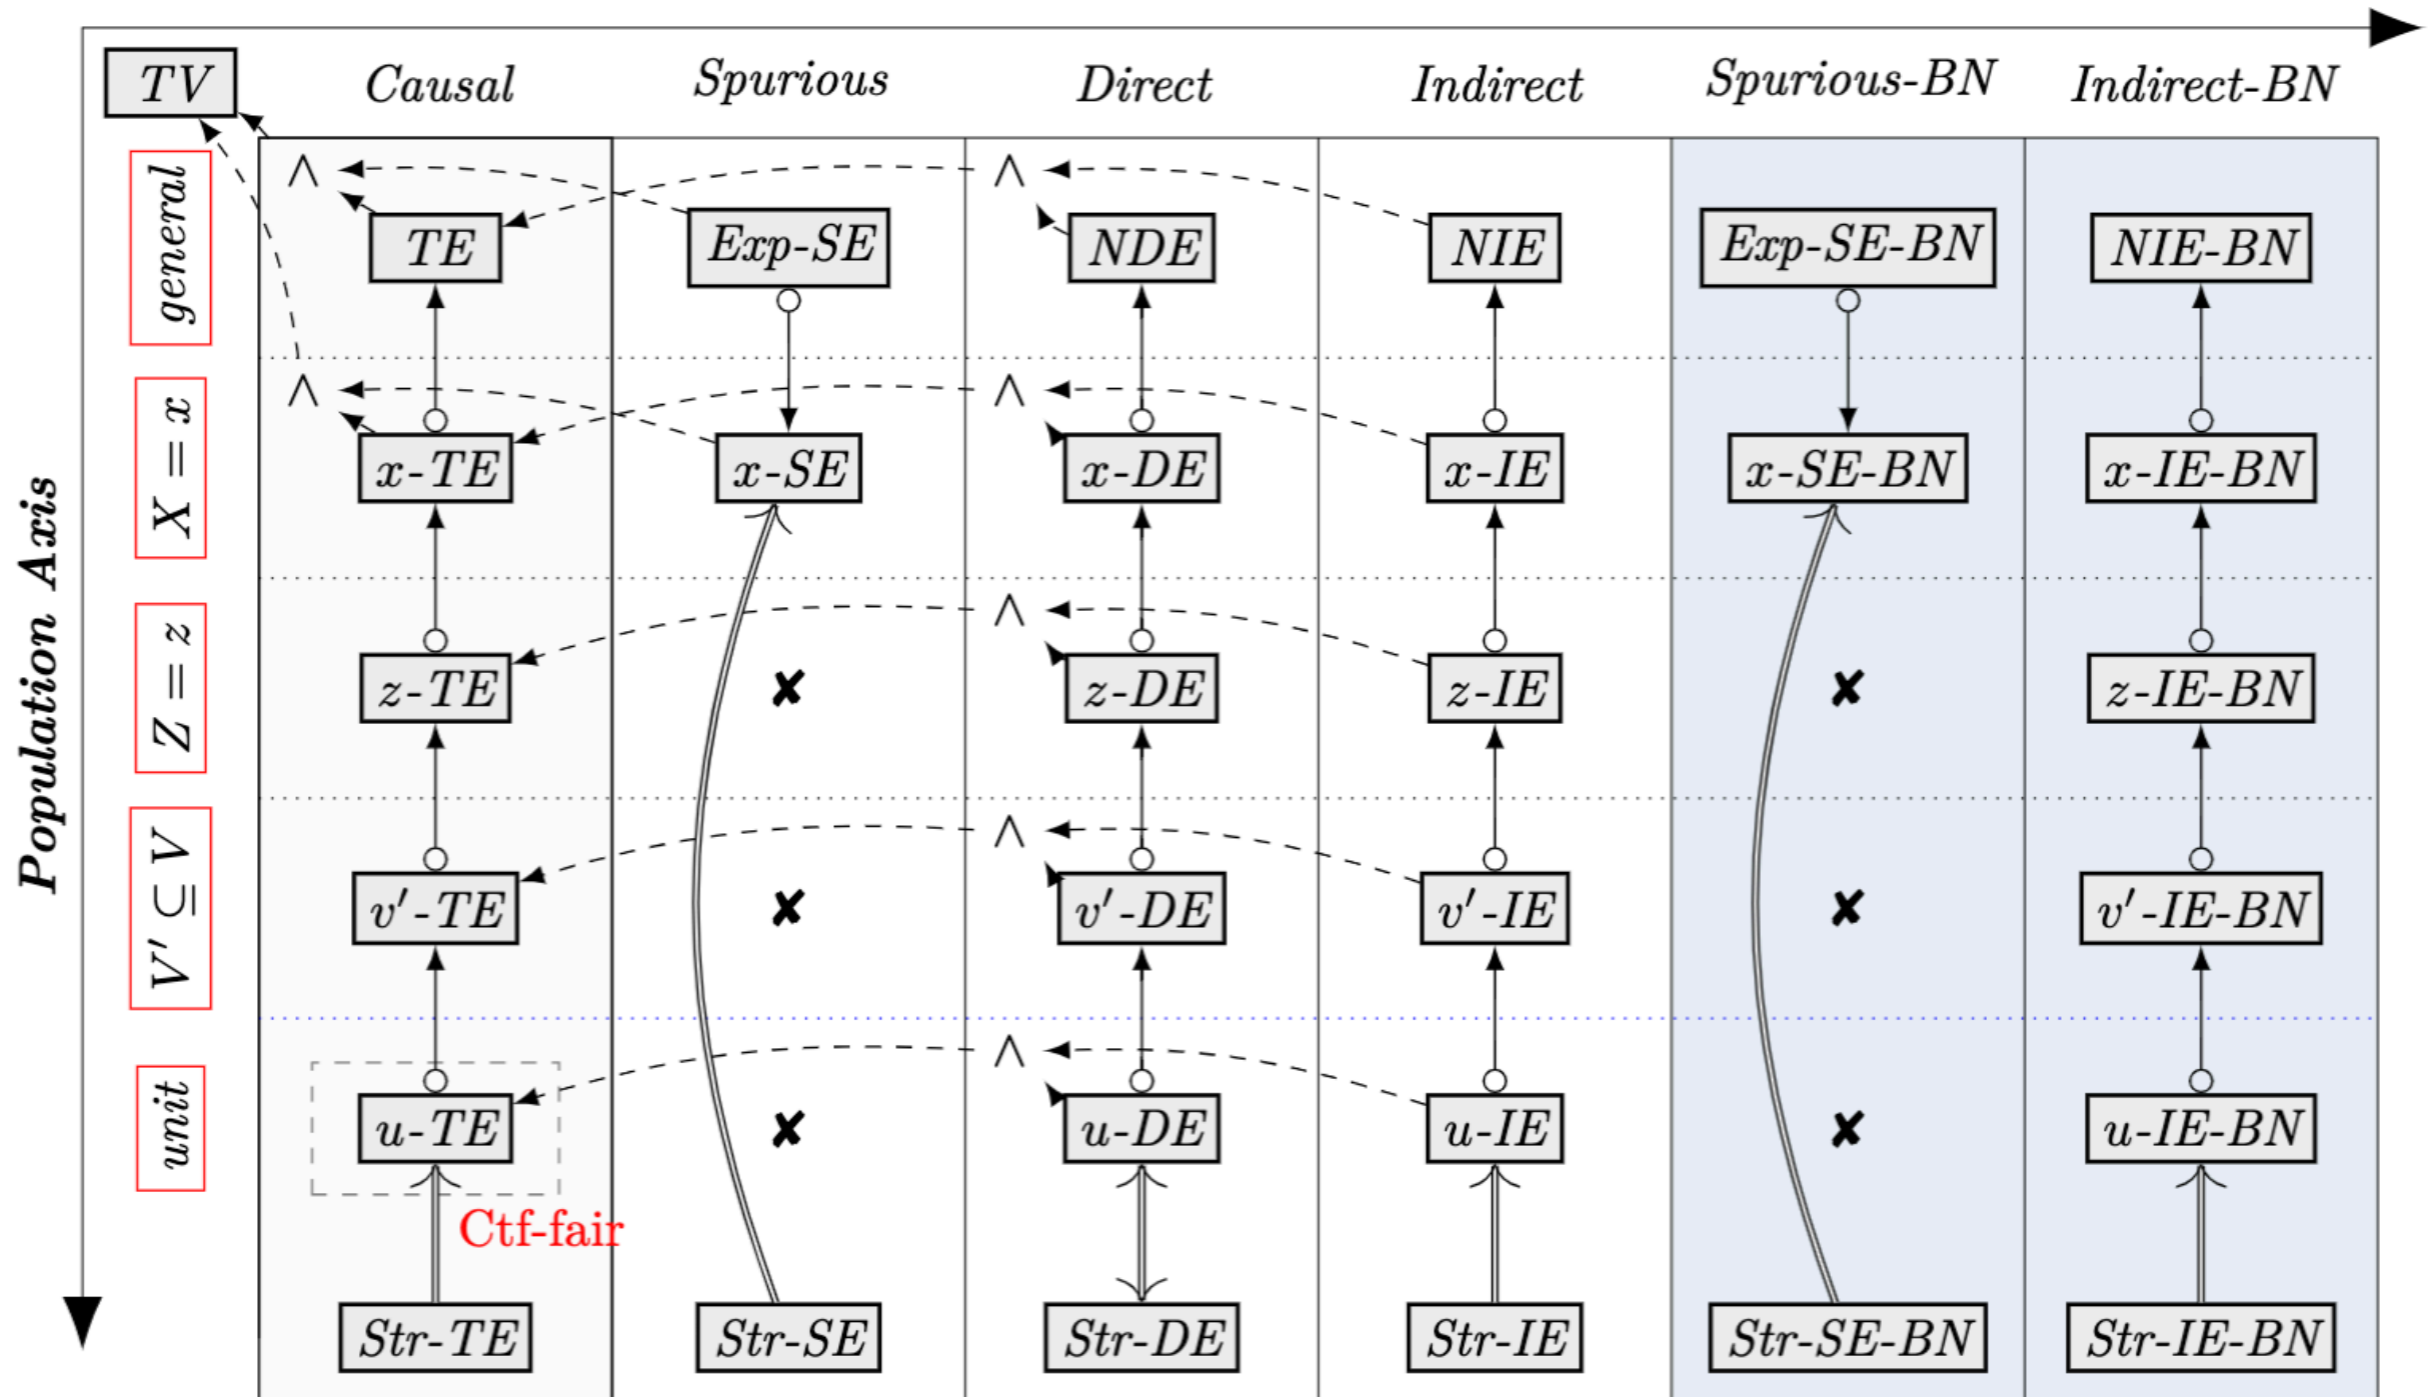 TV Causal Spurious Direct Indirect Spurious-BN Indirect-BN
general
∧ ∧
TE Exp-SE NDE NIE Exp-SE-BN NIE-BN
X = x
∧ ∧
x-TE x-SE x-DE x-IE x-SE-BN x-IE-BN
Population Axis
Z = z
∧
z-TE ✘ z-DE z-IE ✘ z-IE-BN
V′ ⊆ V
∧
v′-TE ✘ v′-DE v′-IE ✘ v′-IE-BN
unit
∧
u-TE ✘ u-DE u-IE ✘ u-IE-BN
Ctf-fair
Str-TE Str-SE Str-DE Str-IE Str-SE-BN Str-IE-BN